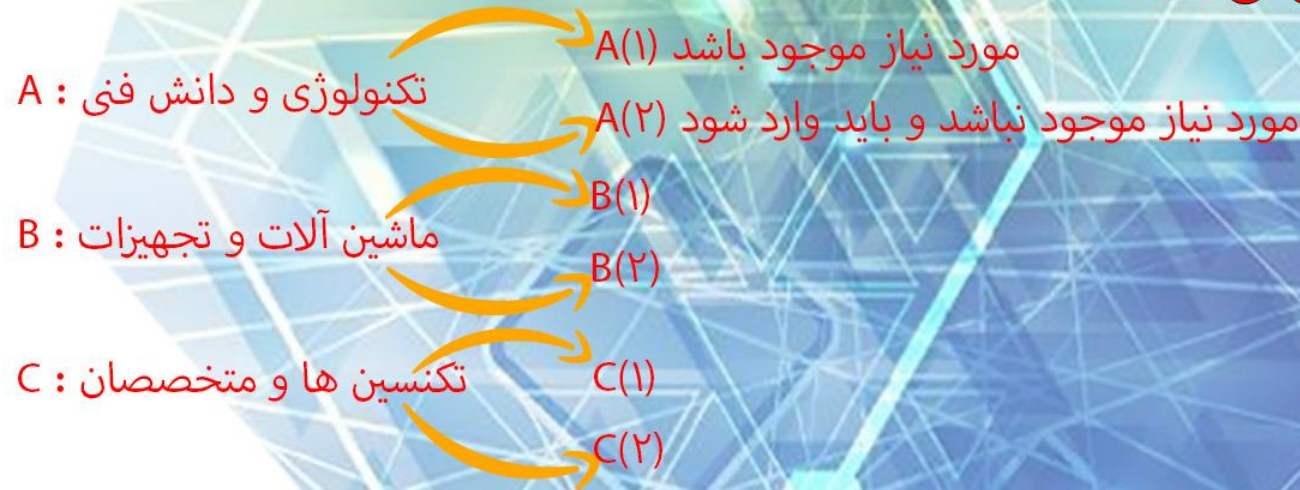 مورد نیاز موجود باشد A(۱)
A : تکنولوژی و دانش فنی
مورد نیاز موجود نباشد و باید وارد شود A(۲)
B(۱)
B : ماشین آلات و تجهیزات
B(۲)
C(۱)
C : تکنسین ها و متخصصان
C(۲)